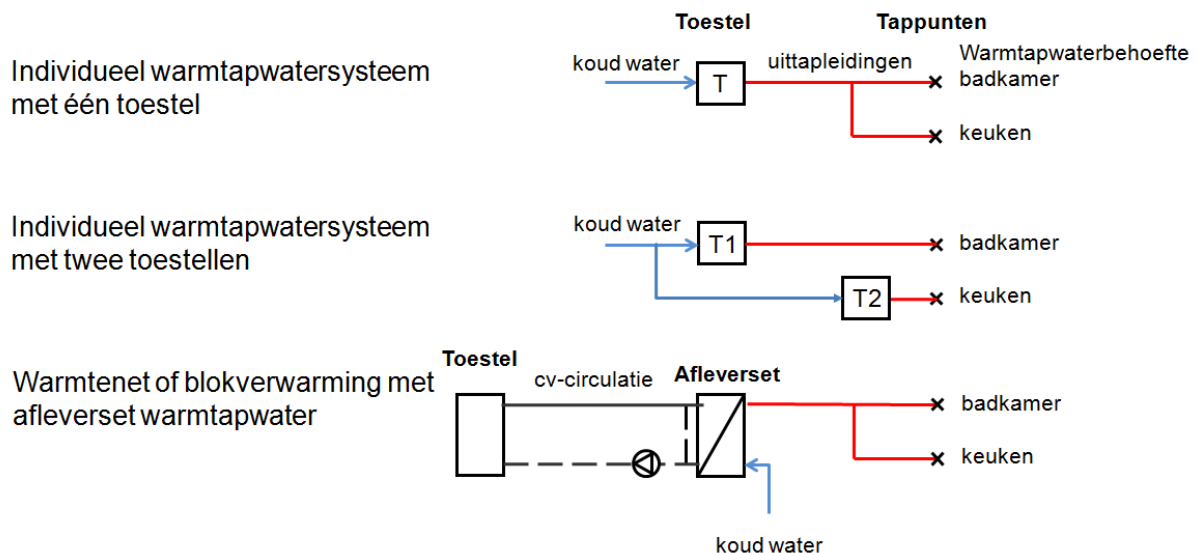 Toestel
Tappunten
Individueel warmtapwatersysteem
met één toestel
koud water
T
uittapleidingen
Warmtapwaterbehoefte
badkamer
keuken
Individueel warmtapwatersysteem
met twee toestellen
koud water
T1
badkamer
T2
keuken
Warmtenet of blokverwarming met
afleverset warmtapwater
Toestel
cv-circulatie
Afleverset
badkamer
keuken
koud water